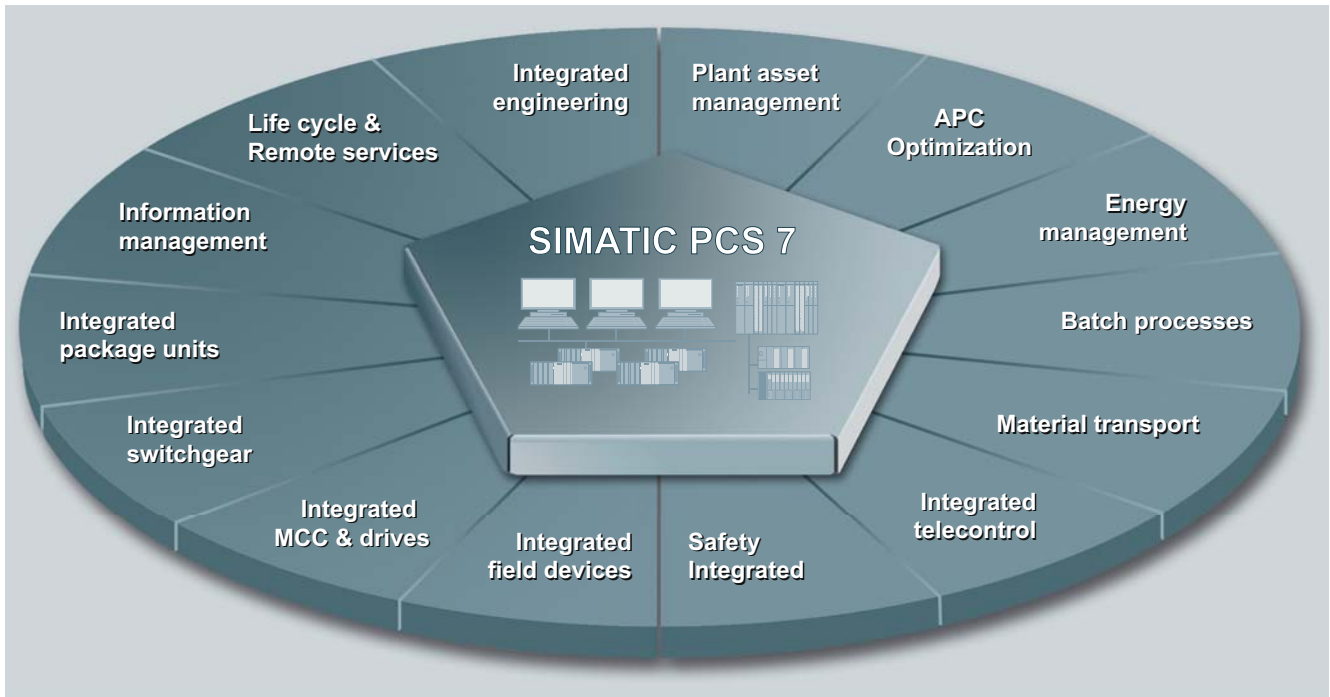 Integrated
engineering
Plant asset
management
APC
Optimization
Energy
management
Batch processes
Material transport
Integrated
telecontrol
Safety
Integrated
Integrated
field devices
Integrated
MCC & drives
Integrated
switchgear
Integrated
package units
Information
management
Life cycle &
Remote services
SIMATIC PCS 7